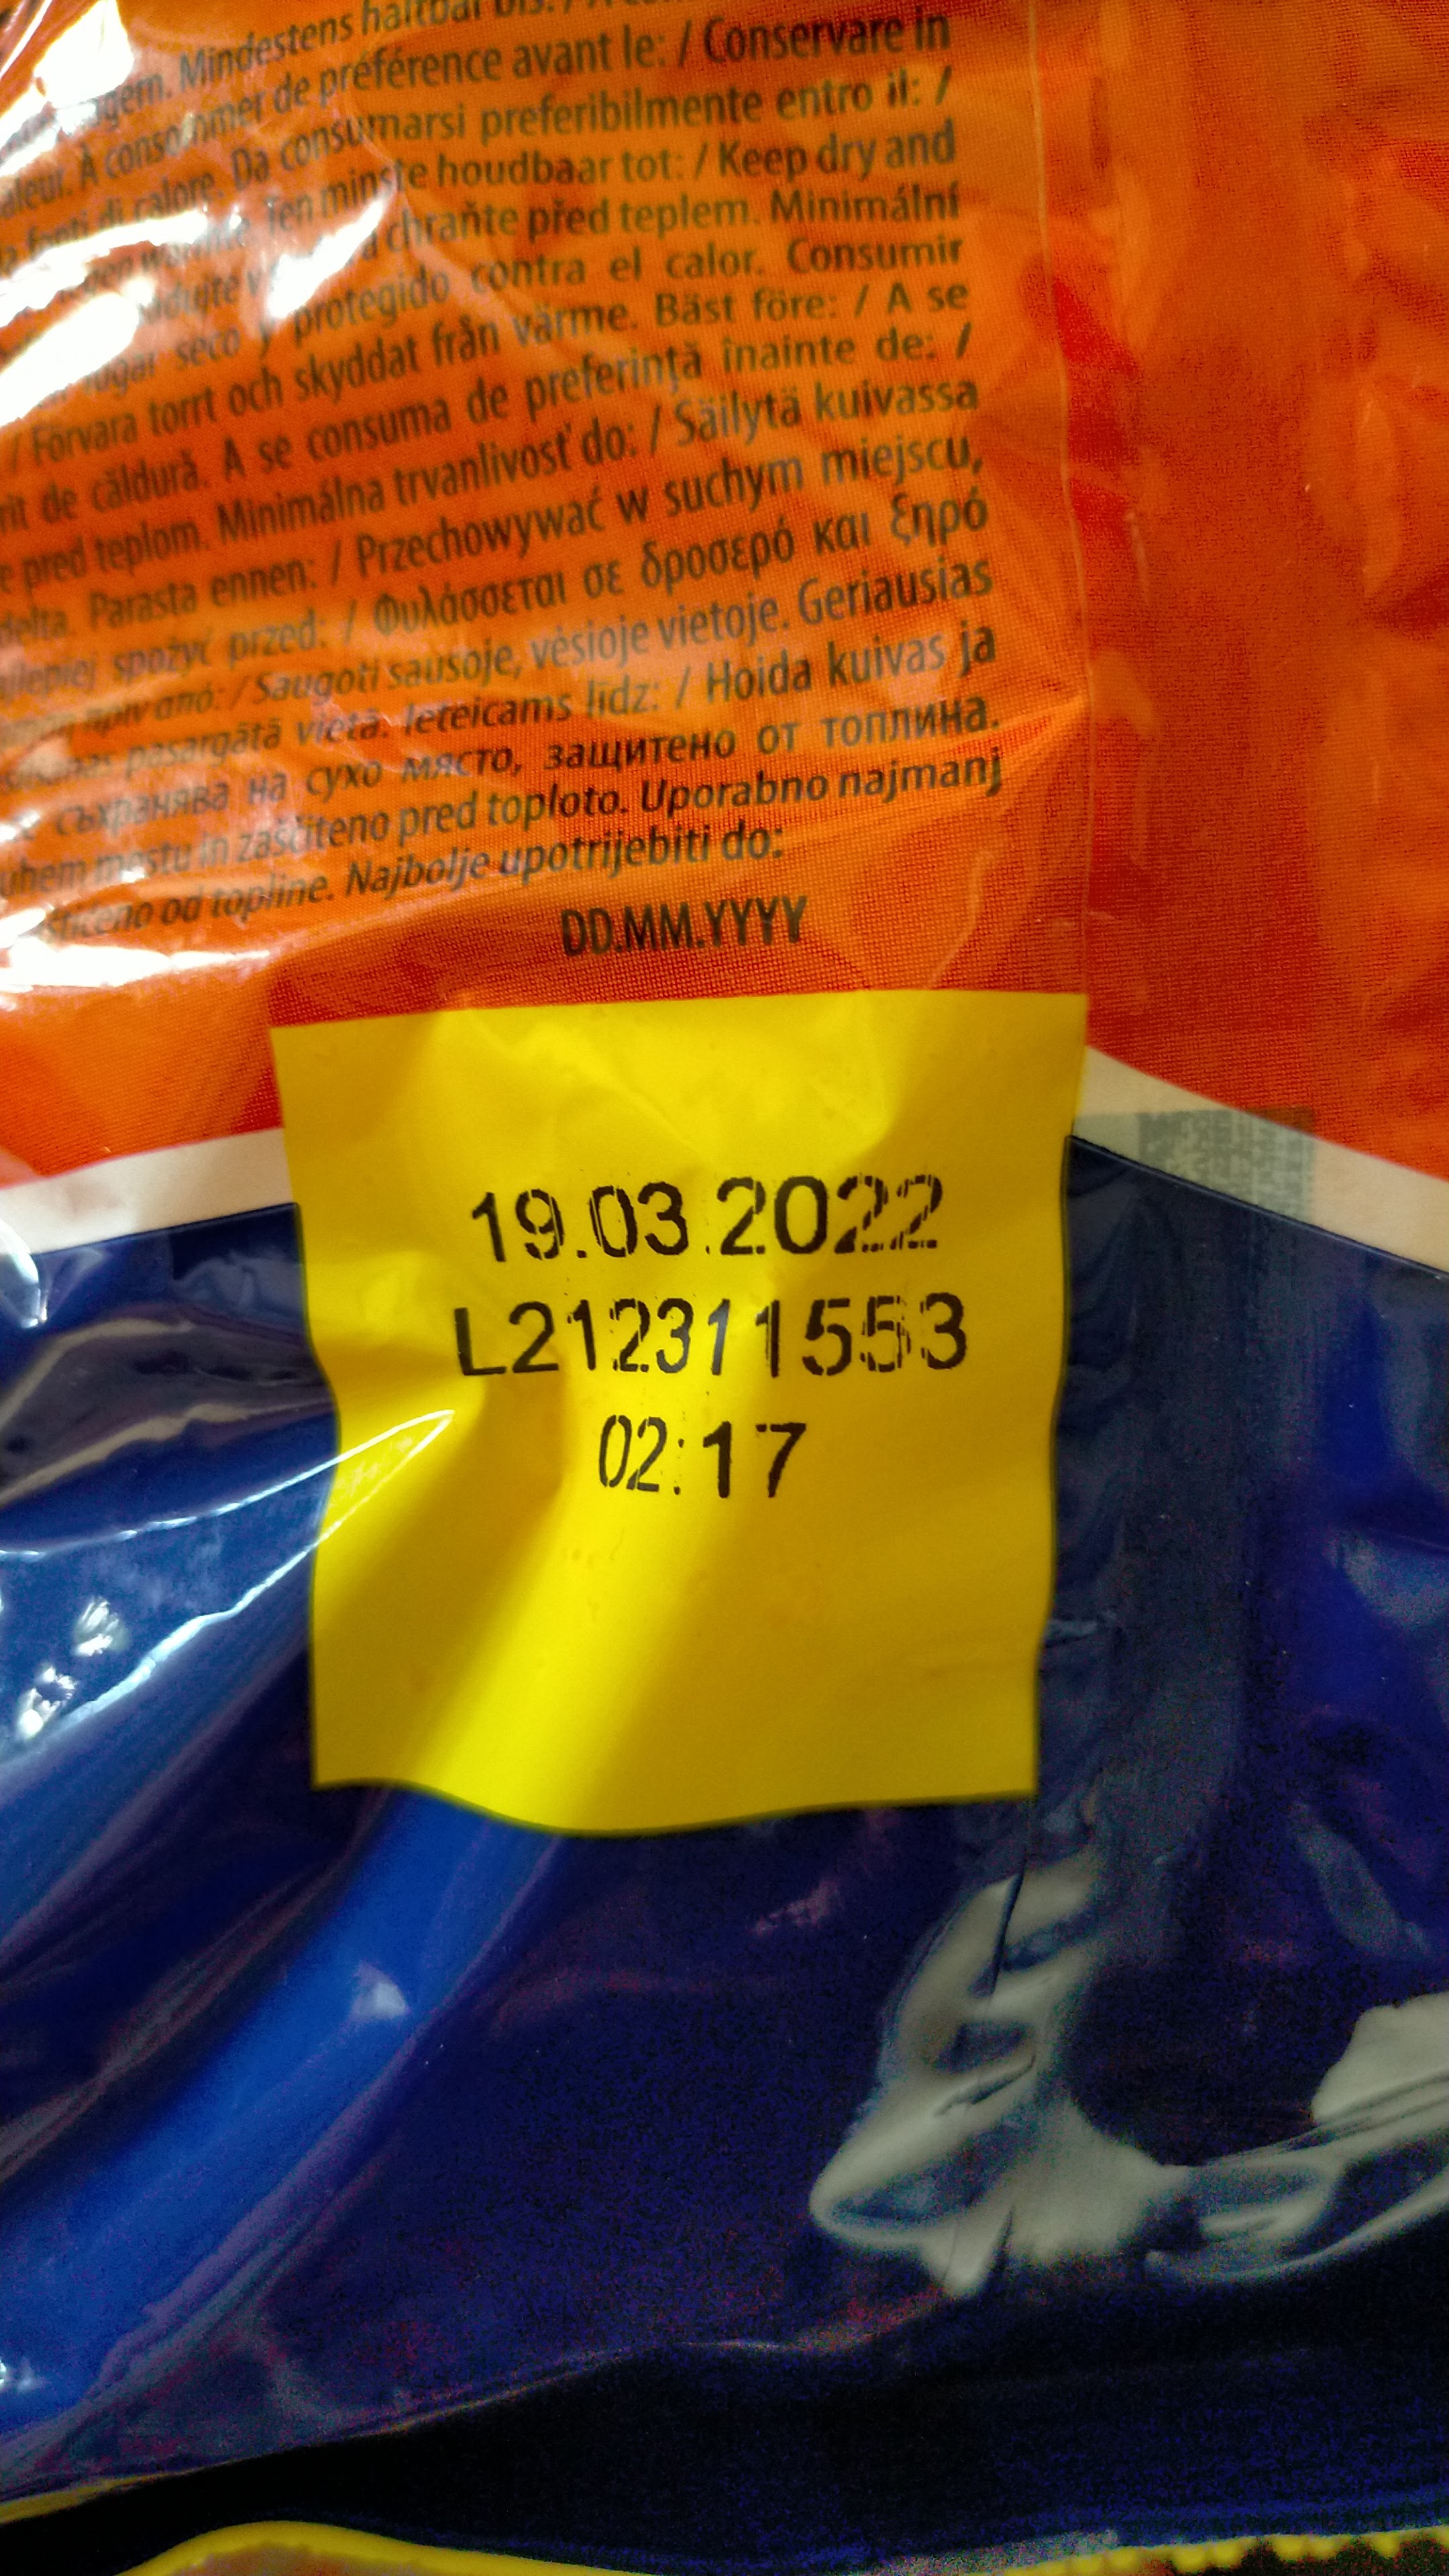 Mindestens haltbar bis: /
À consommer de préférence avant le: / Conservare in
di calore. Da consumarsi preferibilmente entro il: /
Ten minste houdbaar tot: / Keep dry and
chraňte před teplem. Minimální
lugar seco y protegido contra el calor. Consumir
/ Förvara torrt och skyddat från värme. Bäst före: / A se
de căldură. A se consuma de preferință înainte de: /
pred teplom. Minimálna trvanlivosť do: / Säilytä kuivassa
Parasta ennen: / Przechowywać w suchym miejscu,
spożyć przed: / Φυλάσσεται σε δροσερό και ξηρό
πριν από: / Saugoti sausoje, vėsioje vietoje. Geriausias
pasargātā vietā. Ieteicams līdz: / Hoida kuivas ja
съхранява на сухо място, защитено от топлина.
mestu in zaščiteno pred toploto. Uporabno najmanj
od topline. Najbolje upotrijebiti do:
DD.MM.YYYY
19.03.2022
L212311553
02:17